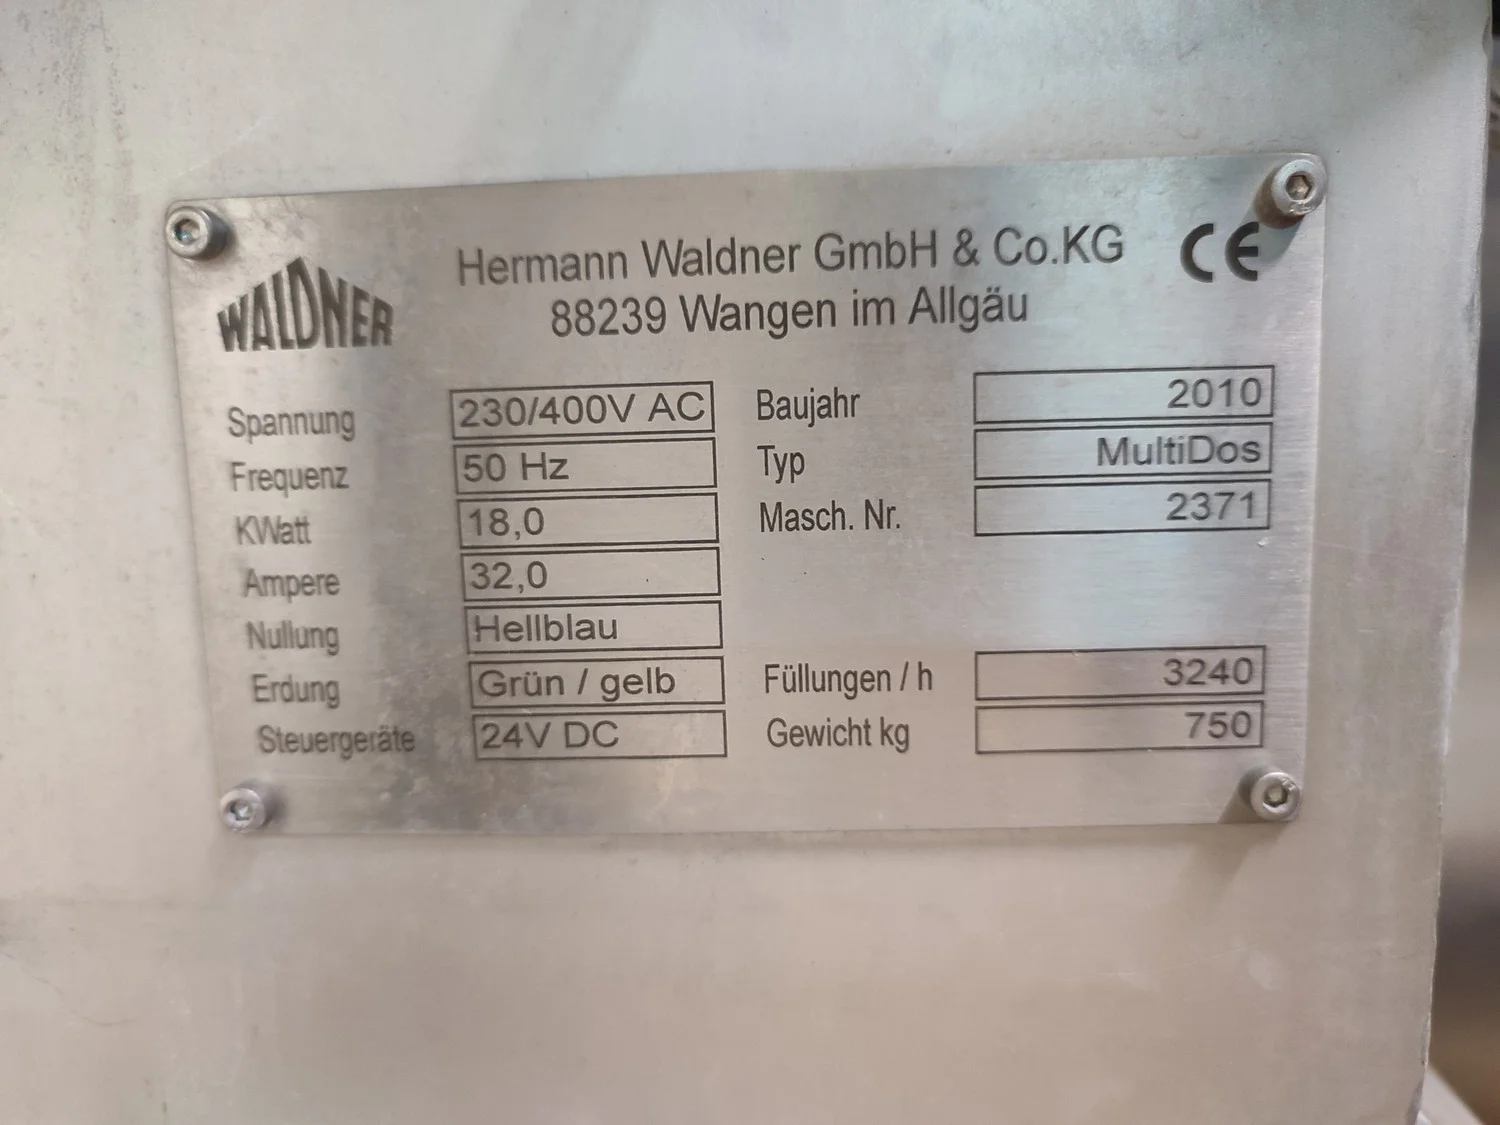 WALDNER
Hermann Waldner GmbH & Co.KG CE
88239 Wangen im Allgäu
Spannung 230/400V AC
Frequenz 50 Hz
KWatt 18,0
Ampere 32,0
Nullung Hellblau
Erdung Grün / gelb
Steuergeräte 24V DC
Baujahr 2010
Typ MultiDos
Masch. Nr. 2371
Füllungen / h 3240
Gewicht kg 750